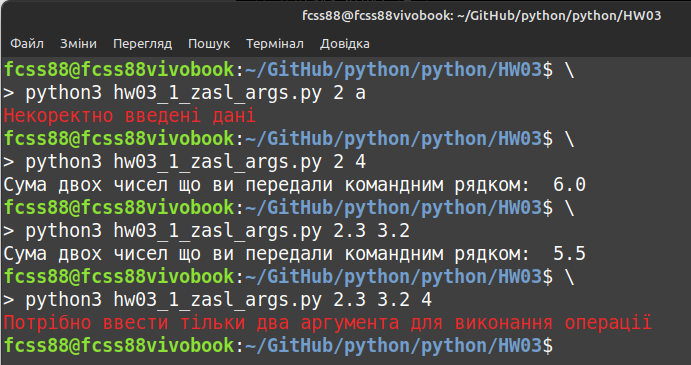 fcss88@fcss88vivobook: ~/GitHub/python/python/HW03
Файл Зміни Перегляд Пошук Термінал Довідка
fcss88@fcss88vivobook:~/GitHub/python/python/HW03$ \
> python3 hw03_1_zasl_args.py 2 a
Некоректно введені дані
fcss88@fcss88vivobook:~/GitHub/python/python/HW03$ \
> python3 hw03_1_zasl_args.py 2 4
Сума двох чисел що ви передали командним рядком:  6.0
fcss88@fcss88vivobook:~/GitHub/python/python/HW03$ \
> python3 hw03_1_zasl_args.py 2.3 3.2
Сума двох чисел що ви передали командним рядком:  5.5
fcss88@fcss88vivobook:~/GitHub/python/python/HW03$ \
> python3 hw03_1_zasl_args.py 2.3 3.2 4
Потрібно ввести тільки два аргумента для виконання операції
fcss88@fcss88vivobook:~/GitHub/python/python/HW03$